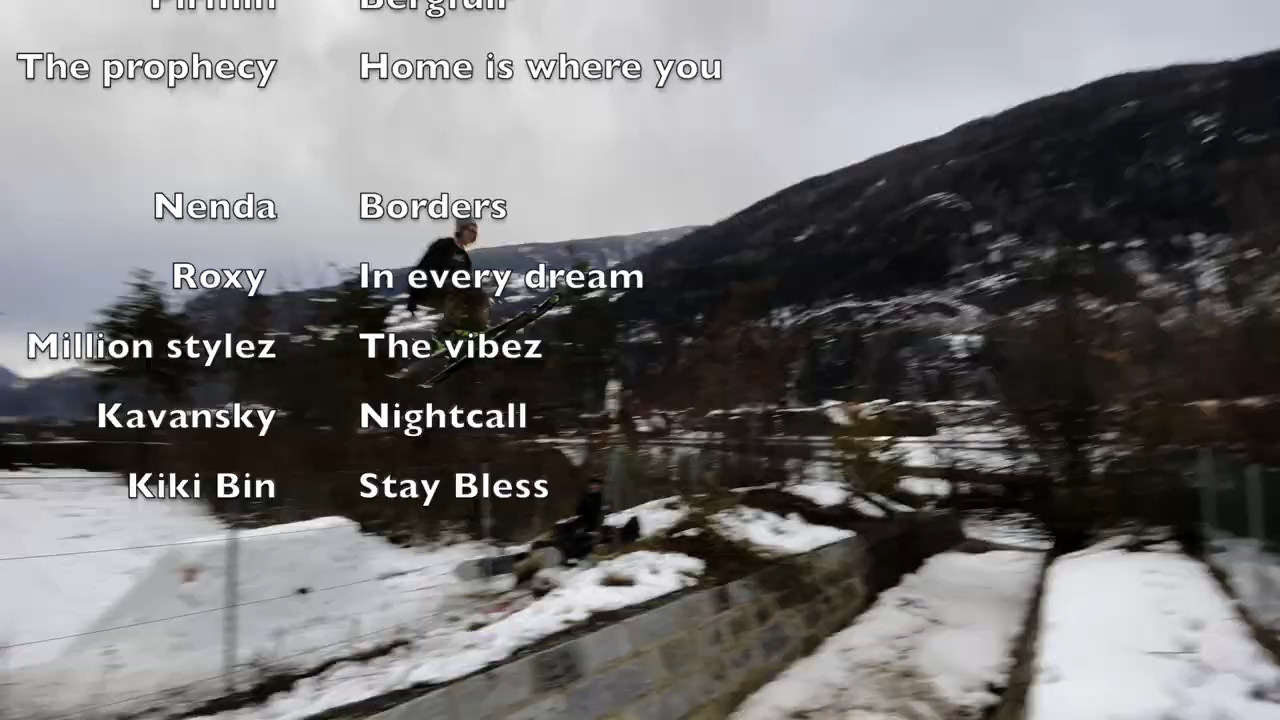 The prophecy Home is where you
Nenda Borders
Roxy In every dream
Million stylez The vibez
Kavansky Nightcall
Kiki Bin Stay Bless